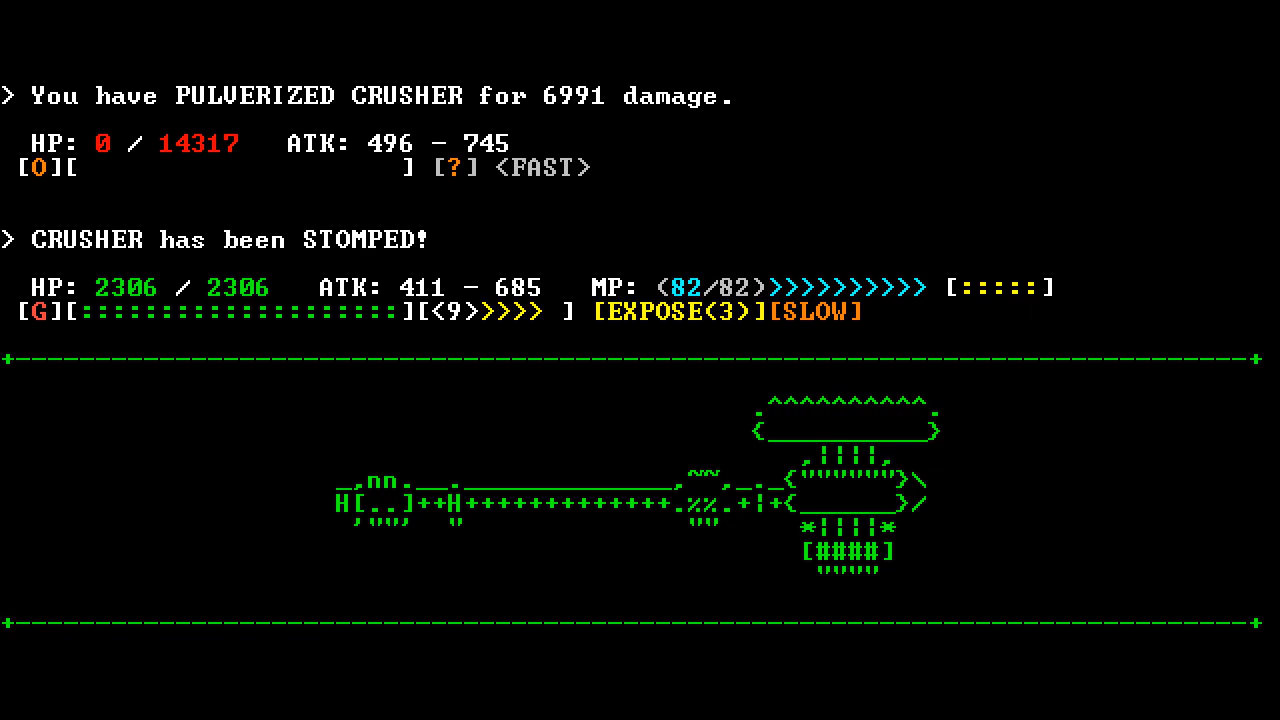 > You have PULVERIZED CRUSHER for 6991 damage.
HP: 0 / 14317   ATK: 496 - 745
[O][                    ] [?] <FAST>
> CRUSHER has been STOMPED!
HP: 2306 / 2306   ATK: 411 - 685   MP: (82/82)>>>>>>>>>> [:::::]
[G][::::::::::::::::::::][<9>>>>> ] [EXPOSE(3)][SLOW]